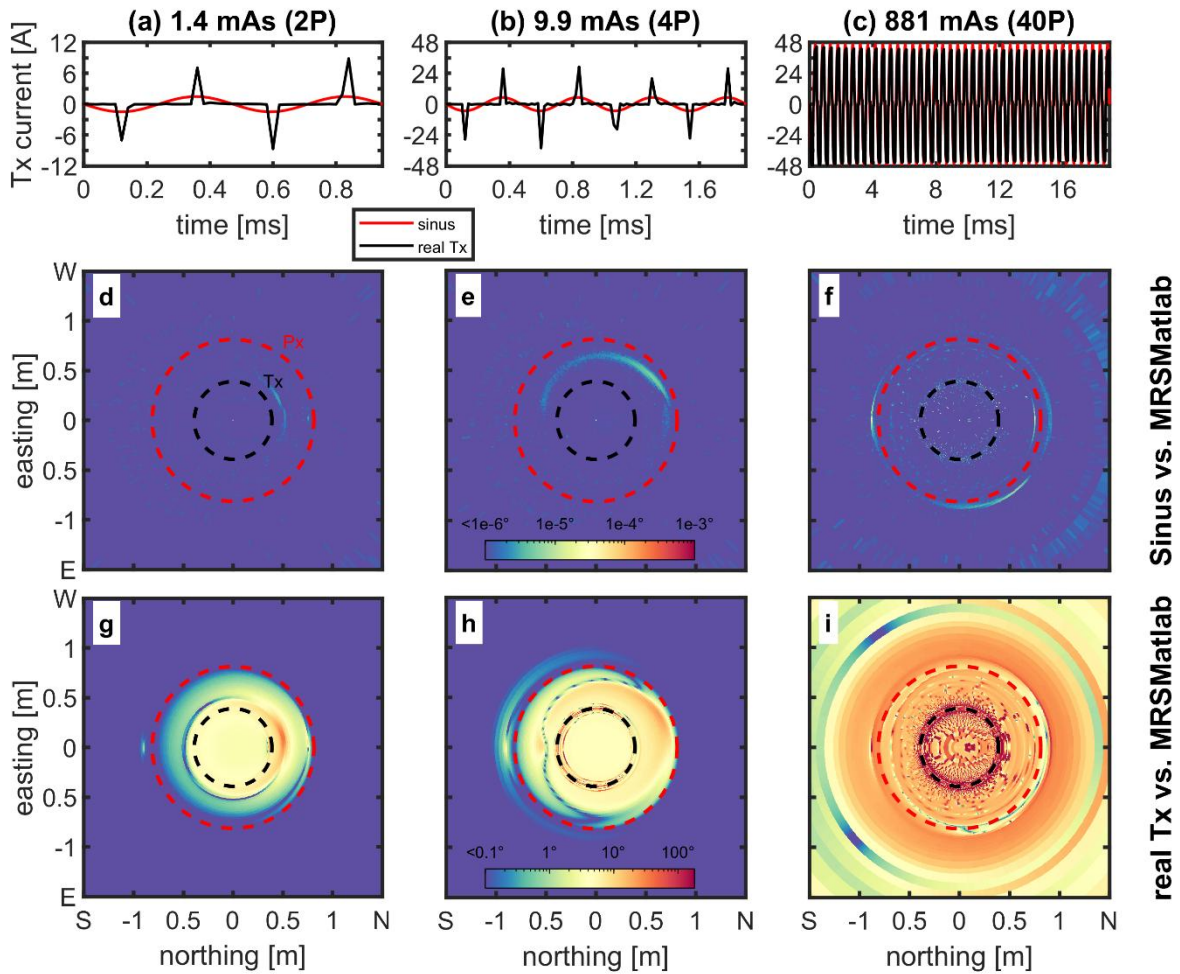 (a) 1.4 mAs (2P) (b) 9.9 mAs (4P) (c) 881 mAs (40P)
Tx current [A]
12 6 0 -6 -12
48 24 0 -24 -48
48 24 0 -24 -48
0 0.2 0.4 0.6 0.8
0 0.4 0.8 1.2 1.6
0 4 8 12 16
time [ms] time [ms] time [ms]
sinus
real Tx
W 1 0.5 0 0.5 -1 E
easting [m]
d e f
Px
Tx
<1e-6° 1e-5° 1e-4° 1e-3°
Sinus vs. MRSMatlab
W 1 0.5 0 0.5 -1 E
easting [m]
g h i
<0.1° 1° 10° 100°
real Tx vs. MRSMatlab
S -1 0.5 0 0.5 1 N
S -1 0.5 0 0.5 1 N
S -1 0.5 0 0.5 1 N
northing [m] northing [m] northing [m]